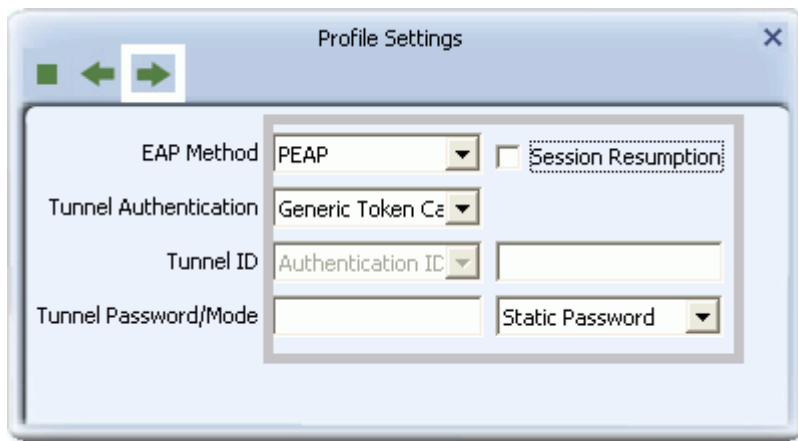 Profile Settings
EAP Method PEAP Session Resumption
Tunnel Authentication Generic Token Ca
Tunnel ID Authentication ID
Tunnel Password/Mode Static Password